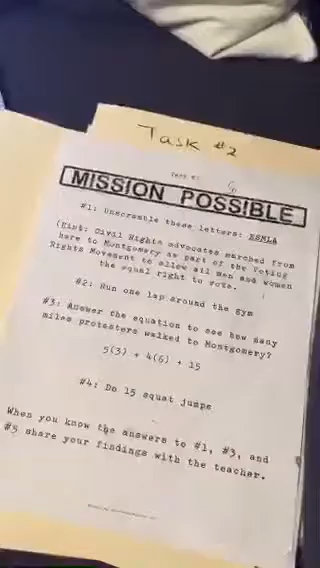 Task #2
MISSION POSSIBLE
#1: Unscramble these letters: ESMLA
(Hint: Civil Rights advocates marched from
here to Montgomery as part of the Voting
Rights Movement to allow all men and women
the equal right to vote.
#2: Run one lap around the gym
#3: Answer the equation to see how many
miles protesters walked to Montgomery?
5(3) + 4(6) + 15
#4: Do 15 squat jumps
When you know the answers to #1, #3, and
#5 share your findings with the teacher.